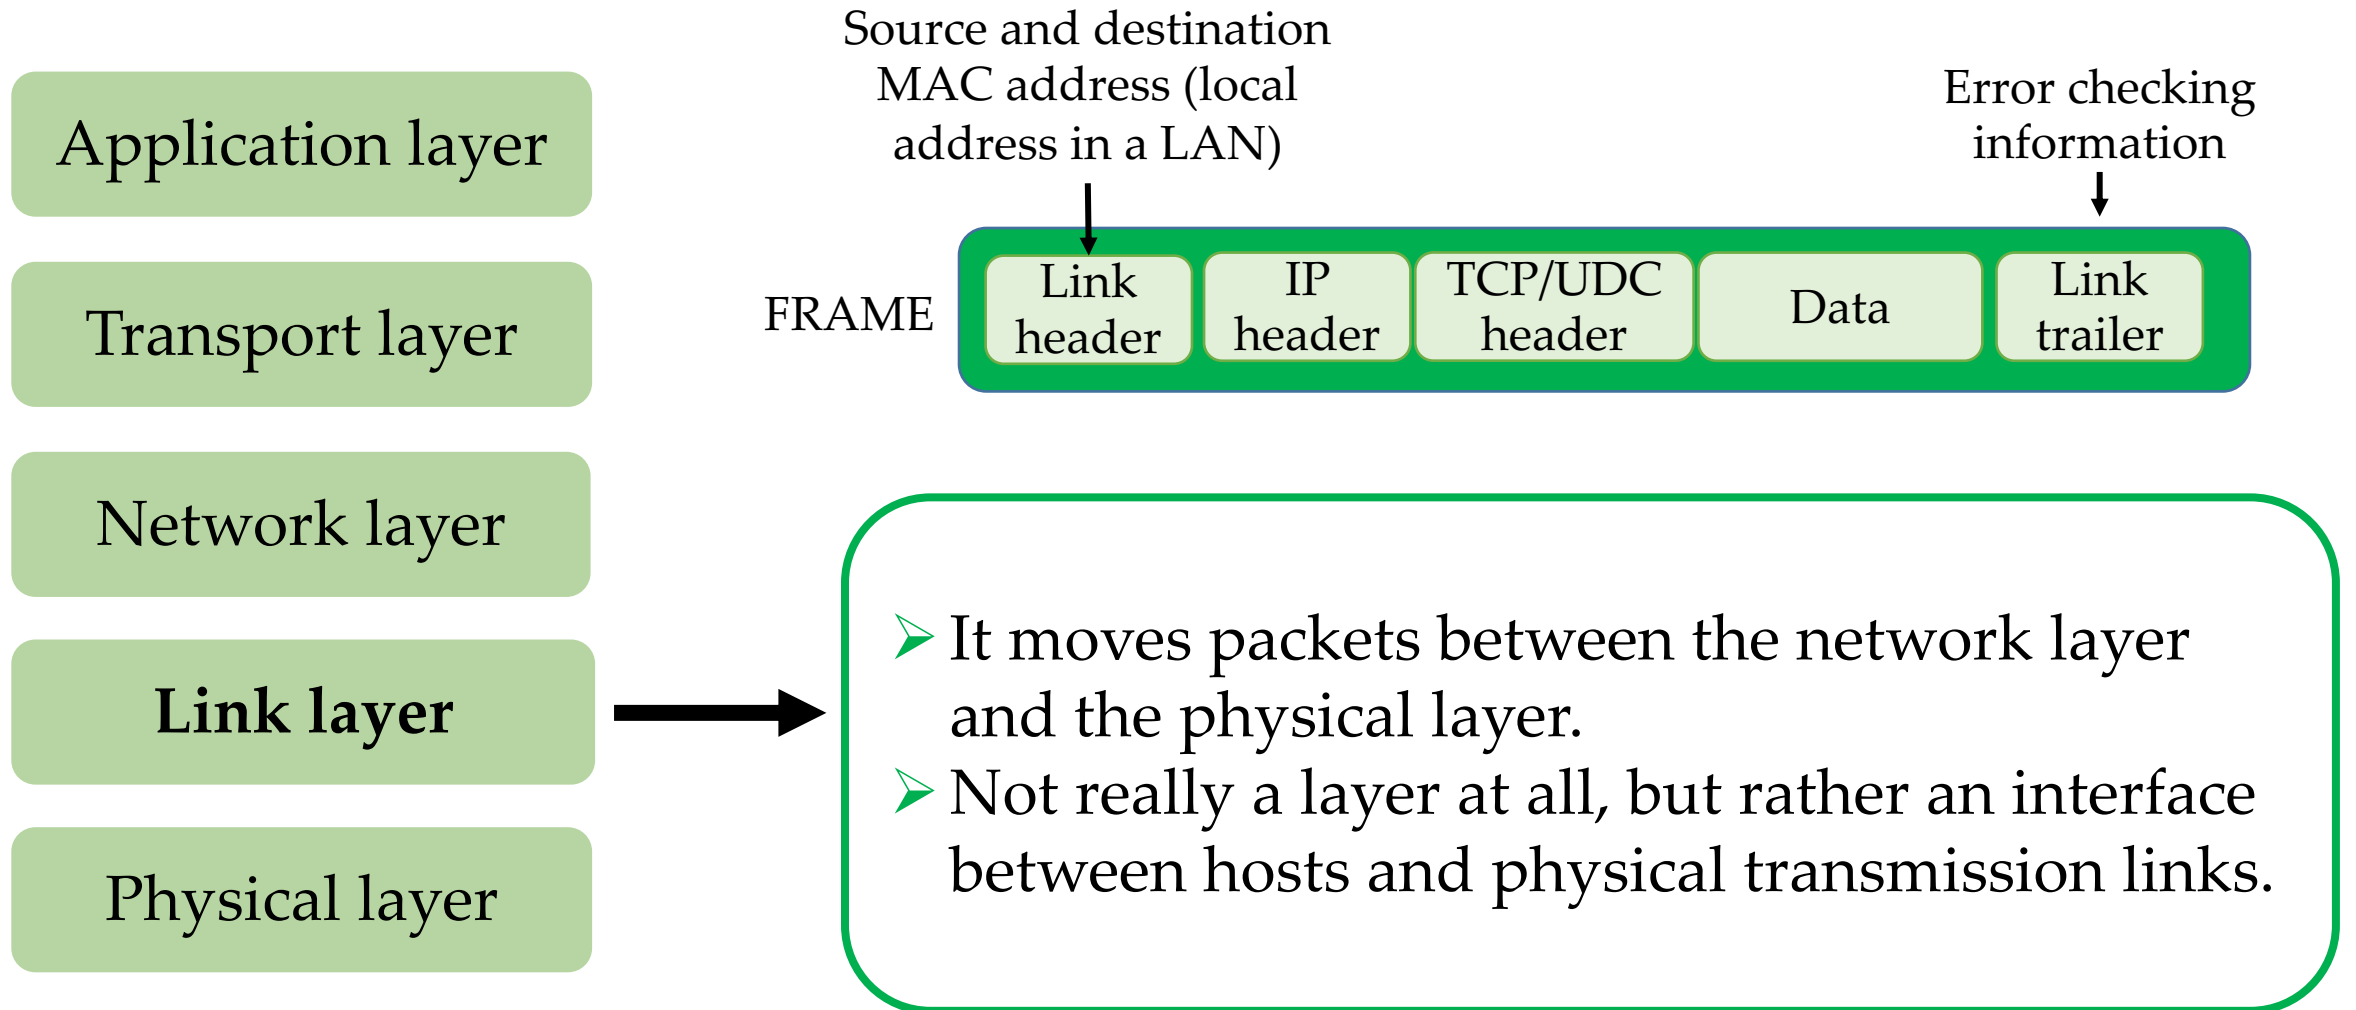 Source and destination
MAC address (local
address in a LAN)
Error checking
information
Application layer
Transport layer
Network layer
Link layer
Physical layer
FRAME
Link
header
IP
header
TCP/UDC
header
Data
Link
trailer
It moves packets between the network layer
and the physical layer.
Not really a layer at all, but rather an interface
between hosts and physical transmission links.